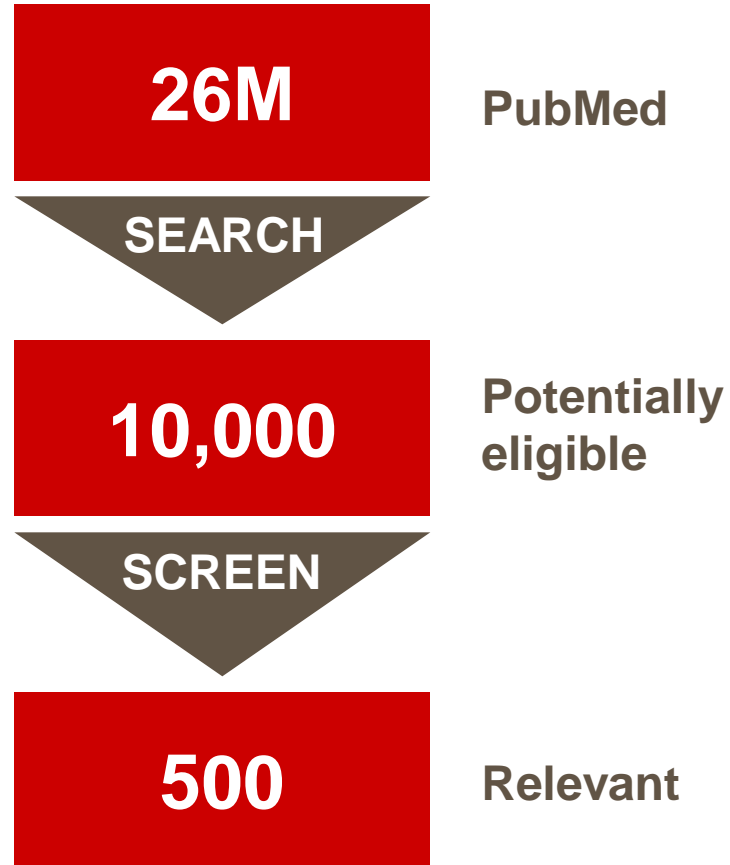 26M
PubMed
SEARCH
10,000
Potentially
eligible
SCREEN
500
Relevant